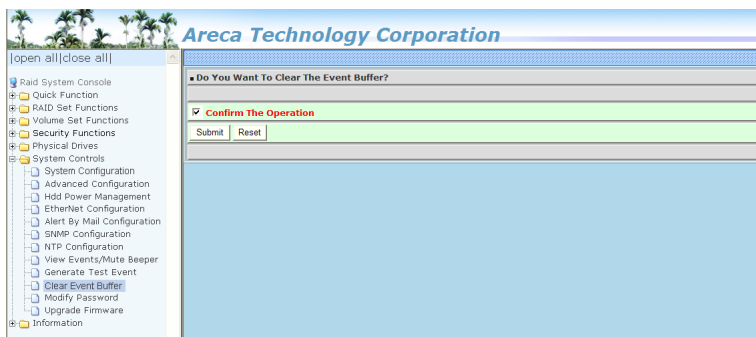 Areca Technology Corporation
|open all|close all|
Raid System Console
Quick Function
RAID Set Functions
Volume Set Functions
Security Functions
Physical Drives
System Controls
System Configuration
Advanced Configuration
Hdd Power Management
EtherNet Configuration
Alert By Mail Configuration
SNMP Configuration
NTP Configuration
View Events/Mute Beeper
Generate Test Event
Clear Event Buffer
Modify Password
Upgrade Firmware
Information
Do You Want To Clear The Event Buffer?
Confirm The Operation
Submit Reset